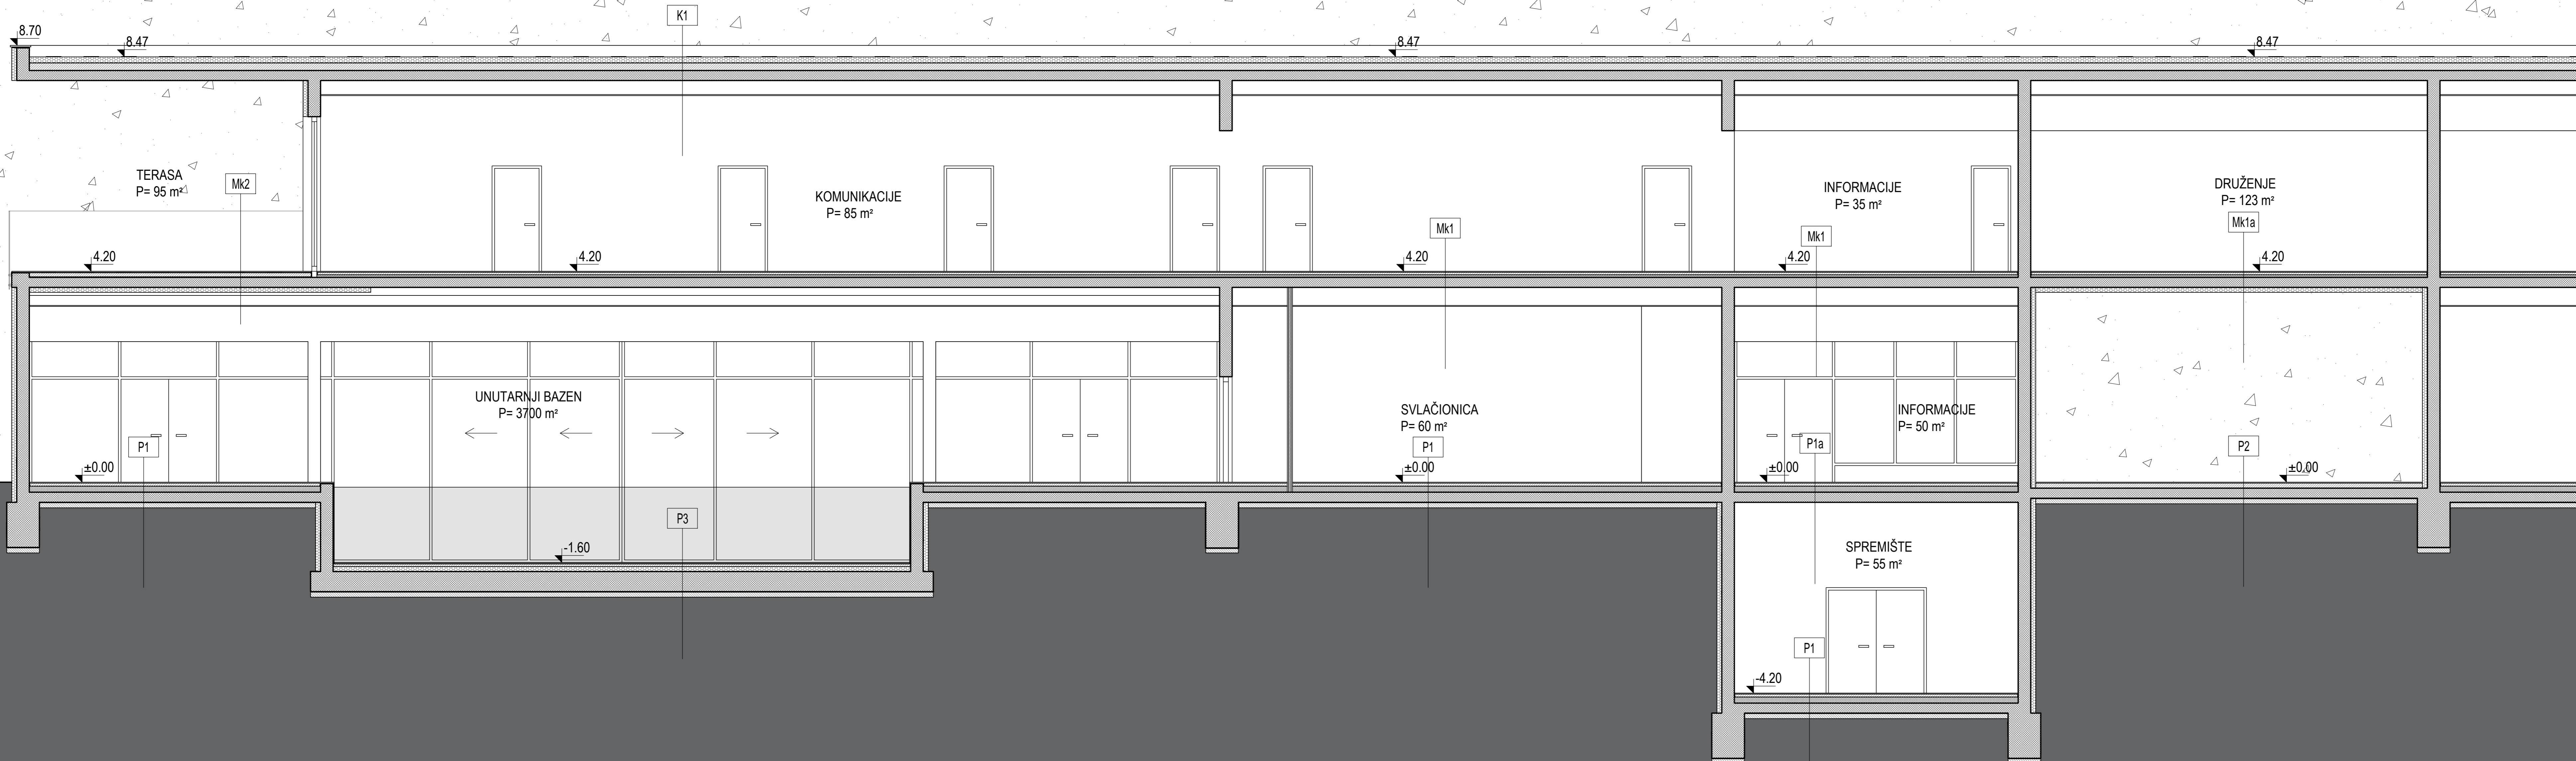 K1
8.70
8.47
8.47
8.47
TERASA
P= 95 m²
Mk2
KOMUNIKACIJE
P= 85 m²
INFORMACIJE
P= 35 m²
DRUŽENJE
P= 123 m²
Mk1
Mk1
Mk1a
4.20
4.20
4.20
4.20
4.20
UNUTARNJI BAZEN
P= 3700 m²
SVLAČIONICA
P= 60 m²
INFORMACIJE
P= 50 m²
P1
P1
P1a
P2
±0.00
±0.00
±0.00
±0.00
P3
-1.60
SPREMIŠTE
P= 55 m²
P1
-4.20